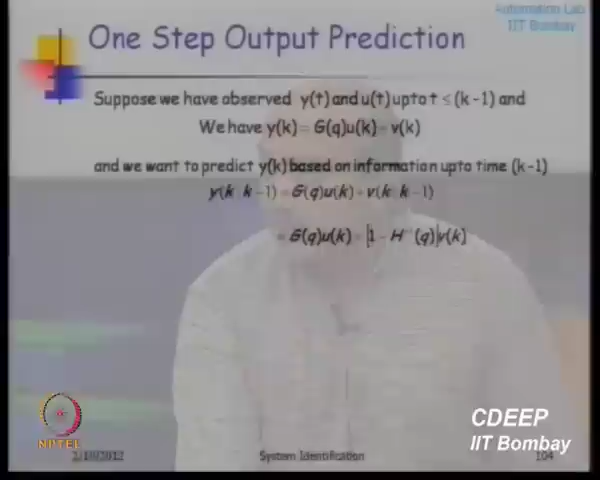 Automation Lab
IIT Bombay
One Step Output Prediction
Suppose we have observed y(t) and u(t) upto t ≤ (k-1) and
We have y(k) = G(q)u(k) + v(k)
and we want to predict y(k) based on information upto time (k-1)
y(k|k-1) = G(q)u(k) + v(k|k-1)
= G(q)u(k) + [1 - H⁻¹(q)]v(k)
CDEEP
IIT Bombay
NPTEL
System Identification
104